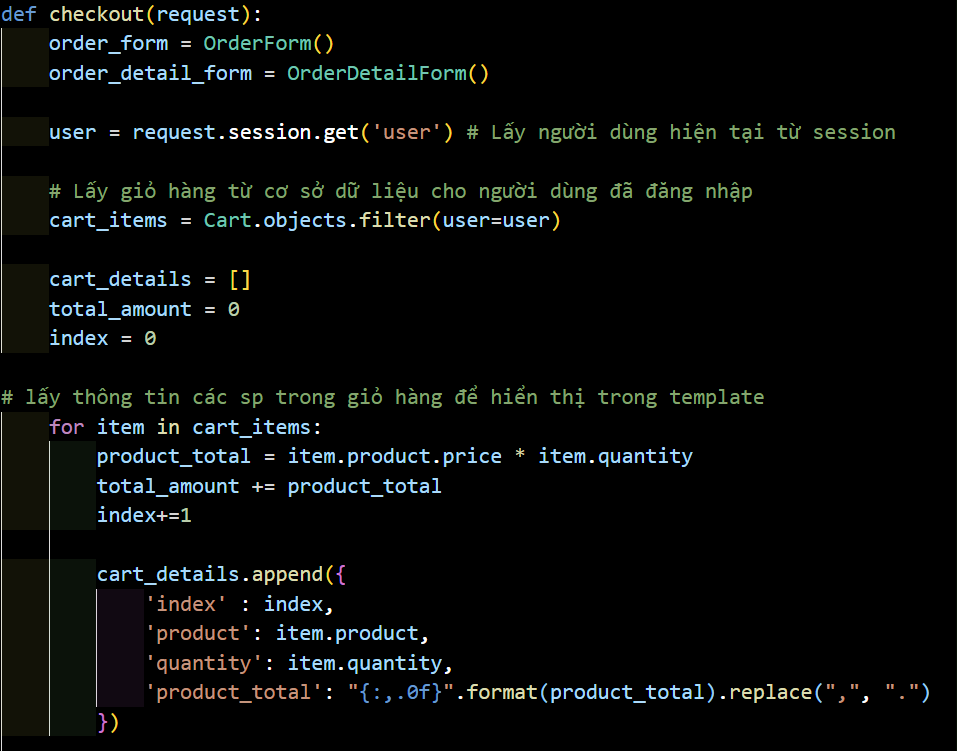 def checkout(request):
    order_form = OrderForm()
    order_detail_form = OrderDetailForm()

    user = request.session.get('user') # Lấy người dùng hiện tại từ session

    # Lấy giỏ hàng từ cơ sở dữ liệu cho người dùng đã đăng nhập
    cart_items = Cart.objects.filter(user=user)

    cart_details = []
    total_amount = 0
    index = 0

# lấy thông tin các sp trong giỏ hàng để hiển thị trong template
    for item in cart_items:
        product_total = item.product.price * item.quantity
        total_amount += product_total
        index+=1

        cart_details.append({
            'index' : index,
            'product': item.product,
            'quantity': item.quantity,
            'product_total': "{:,.0f}".format(product_total).replace(",", ".")
        })